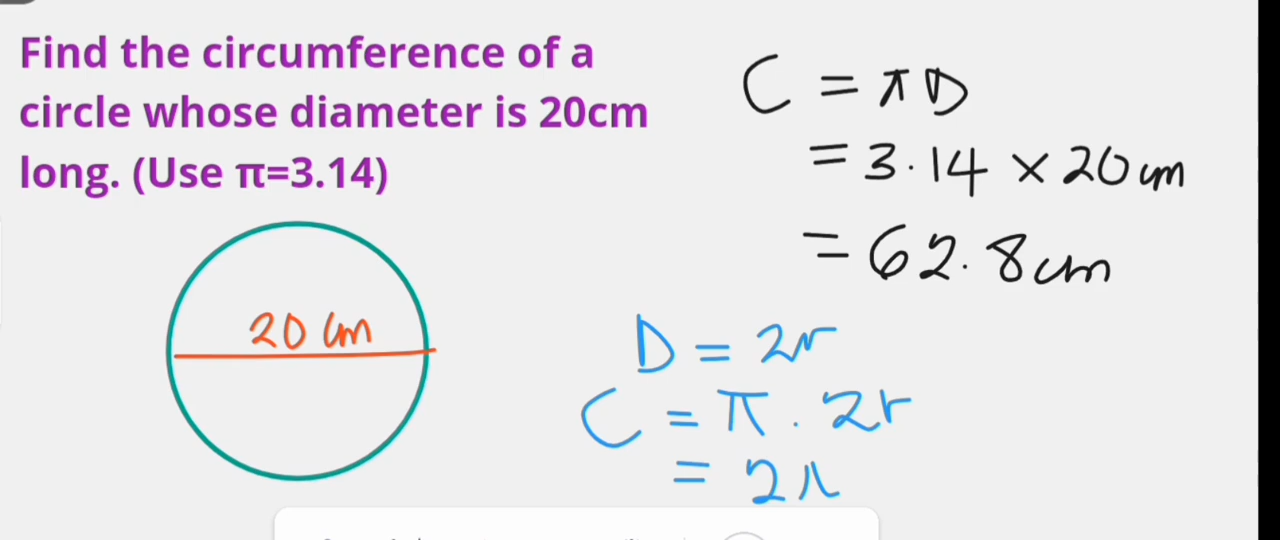 Find the circumference of a
circle whose diameter is 20cm
long. (Use π=3.14)
20 cm
C = πD
= 3.14 × 20cm
= 62.8cm
D = 2r
C = π . 2r
= 2π